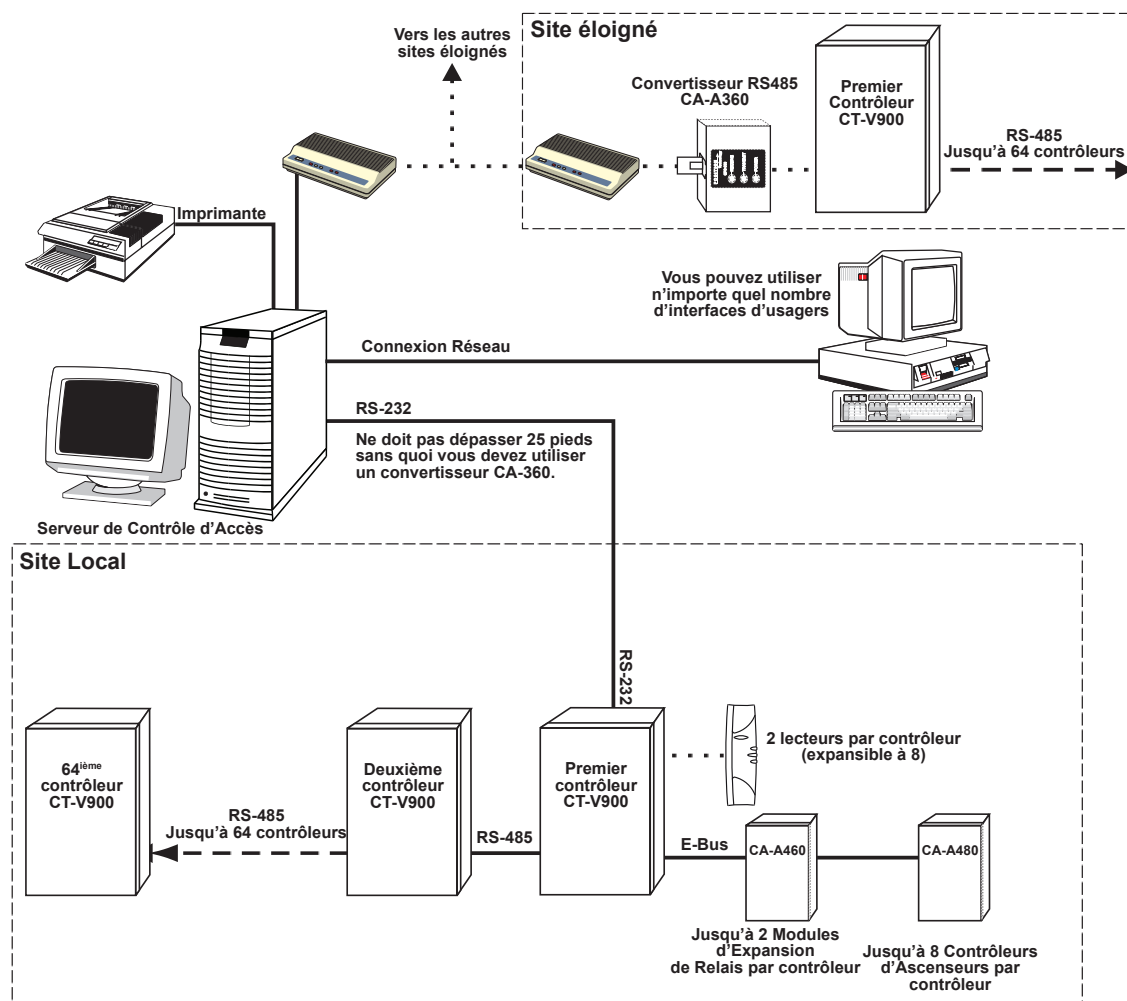 Site éloigné
Vers les autres
sites éloignés
Convertisseur RS485
CA-A360
Premier
Contrôleur
CT-V900
RS-485
Jusqu'à 64 contrôleurs
Imprimante
Vous pouvez utiliser
n'importe quel nombre
d'interfaces d'usagers
Connexion Réseau
RS-232
Ne doit pas dépasser 25 pieds
sans quoi vous devez utiliser
un convertisseur CA-360.
Serveur de Contrôle d'Accès
Site Local
RS-232
2 lecteurs par contrôleur
(expansible à 8)
64ième
contrôleur
CT-V900
Deuxième
contrôleur
CT-V900
Premier
contrôleur
CT-V900
RS-485
Jusqu'à 64 contrôleurs
RS-485
E-Bus
CA-A460
CA-A480
Jusqu'à 2 Modules
d'Expansion
de Relais par contrôleur
Jusqu'à 8 Contrôleurs
d'Ascenseurs par
contrôleur